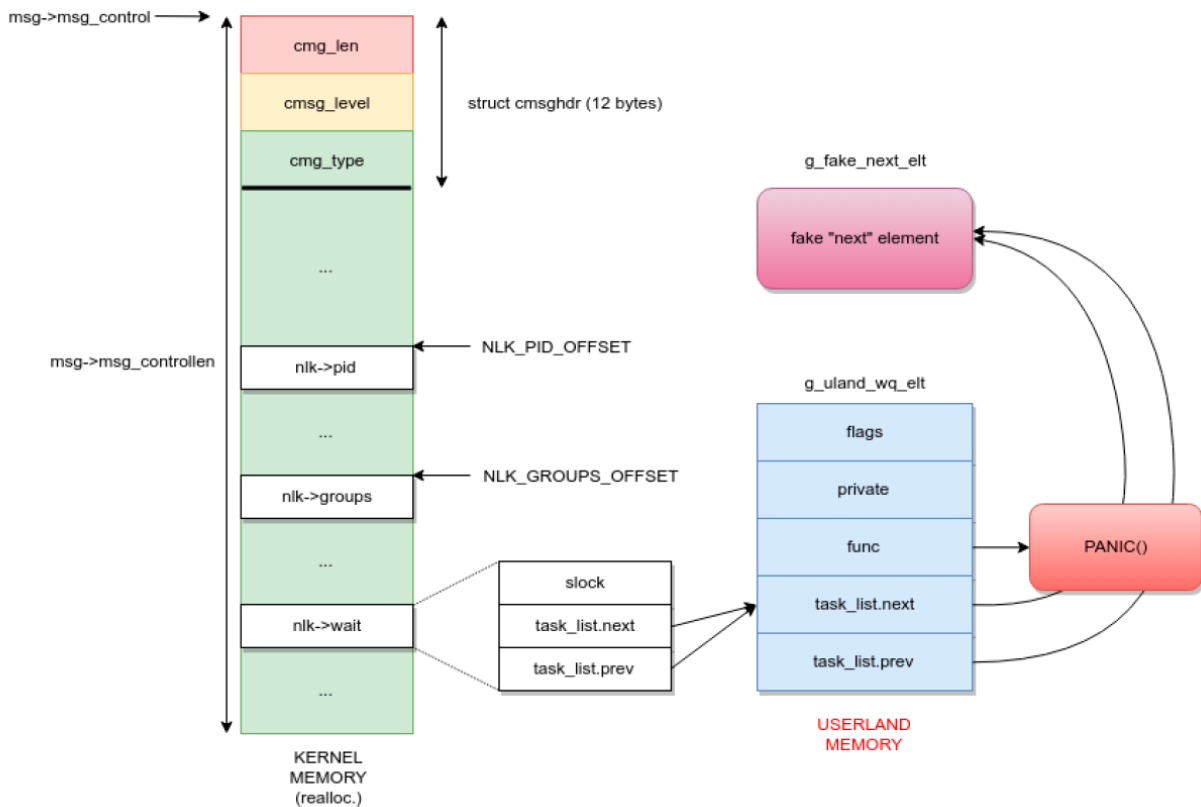 msg->msg_control
cmg_len
cmsg_level
struct cmsghdr (12 bytes)
cmg_type
g_fake_next_elt
fake "next" element
...
NLK_PID_OFFSET
msg->msg_controllen
nlk->pid
g_uland_wq_elt
...
flags
NLK_GROUPS_OFFSET
nlk->groups
private
func
PANIC()
...
slock
nlk->wait
task_list.next
task_list.next
task_list.prev
task_list.prev
...
USERLAND
MEMORY
KERNEL
MEMORY
(realloc.)